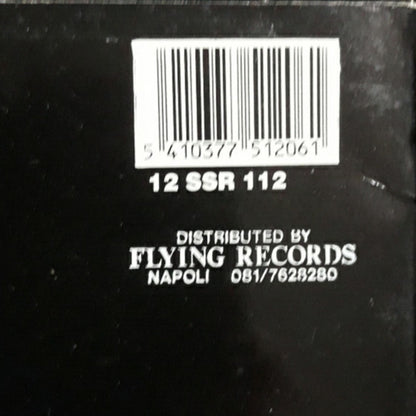 5 410377 512061
12 SSR 112
DISTRIBUTED BY
FLYING RECORDS
NAPOLI 081/7628280